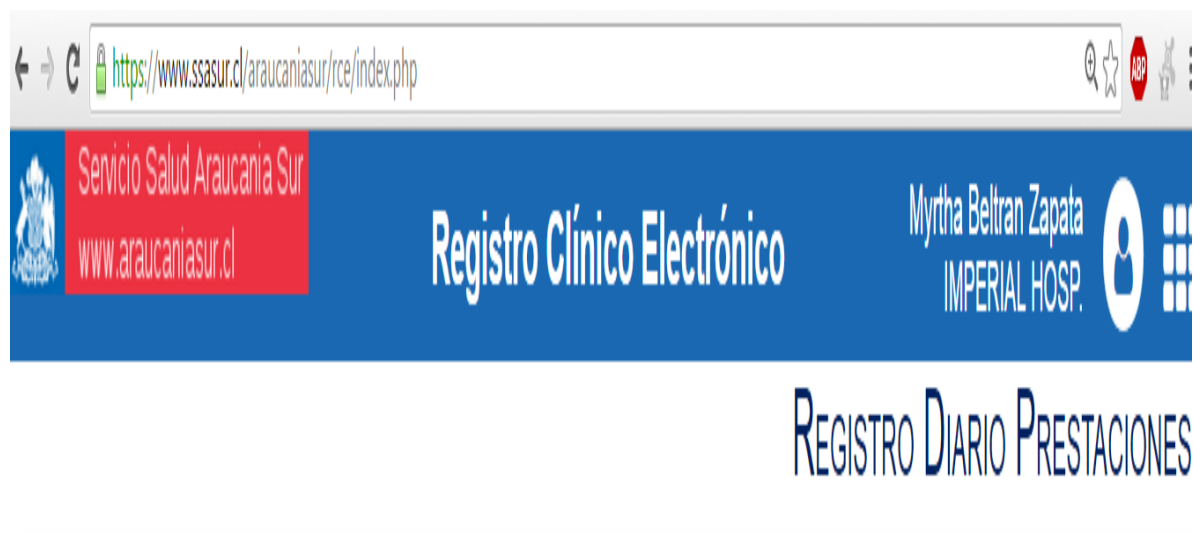 https://www.ssasur.cl/araucaniasur/rce/index.php
ABP
Servicio Salud Araucania Sur
www.araucaniasur.cl
Registro Clínico Electrónico
Myrtha Beltran Zapata
IMPERIAL HOSP.
REGISTRO DIARIO PRESTACIONES